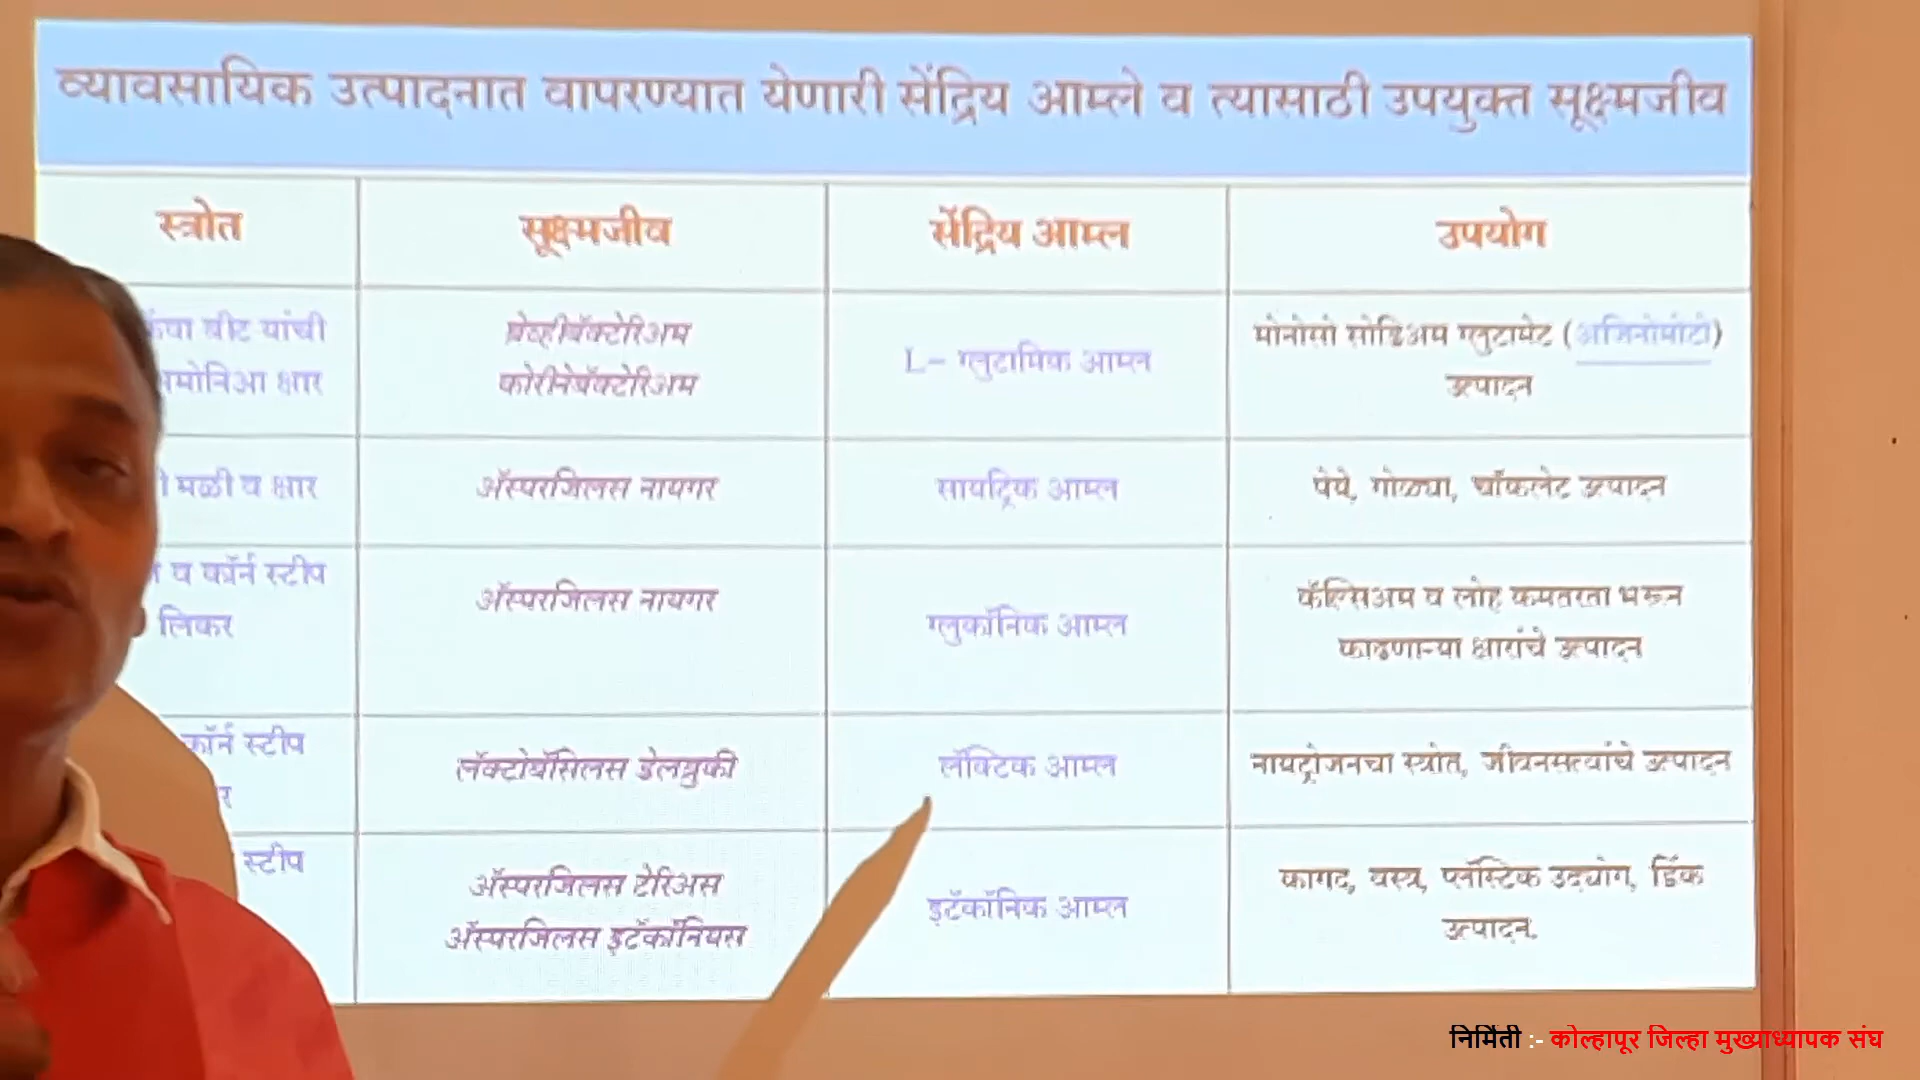 व्यावसायिक उत्पादनात वापरण्यात येणारी सेंद्रिय आम्ले व त्यासाठी उपयुक्त सूक्ष्मजीव
स्त्रोत सूक्ष्मजीव सेंद्रिय आम्ल उपयोग
बीट यांची
क्षार
ब्रेव्हीबॅक्टेरिअम
कोरीनेबॅक्टेरिअम
L- ग्लुटामिक आम्ल
मोनोसो सोडिअम ग्लुटामेट (अजिनोमोटो)
उत्पादन
मळी व क्षार
ॲस्परजिलस नायगर
सायट्रिक आम्ल
पेये, गोळ्या, चॉकलेट उत्पादन
व कॉर्न स्टीप
लिकर
ॲस्परजिलस नायगर
ग्लुकॉनिक आम्ल
कॅल्सिअम व लोह कमतरता भरून
काढणाऱ्या क्षारांचे उत्पादन
कॉर्न स्टीप
लॅक्टोबॅसिलस डेलब्रुकी
लॅक्टिक आम्ल
नायट्रोजनचा स्त्रोत, जीवनसत्वांचे उत्पादन
स्टीप
ॲस्परजिलस टेरिअस
ॲस्परजिलस इटॅकॉनियस
इटॅकॉनिक आम्ल
कागद, वस्त्र, प्लॅस्टिक उद्योग, डिंक
उत्पादन.
निर्मिती :- कोल्हापूर जिल्हा मुख्याध्यापक संघ